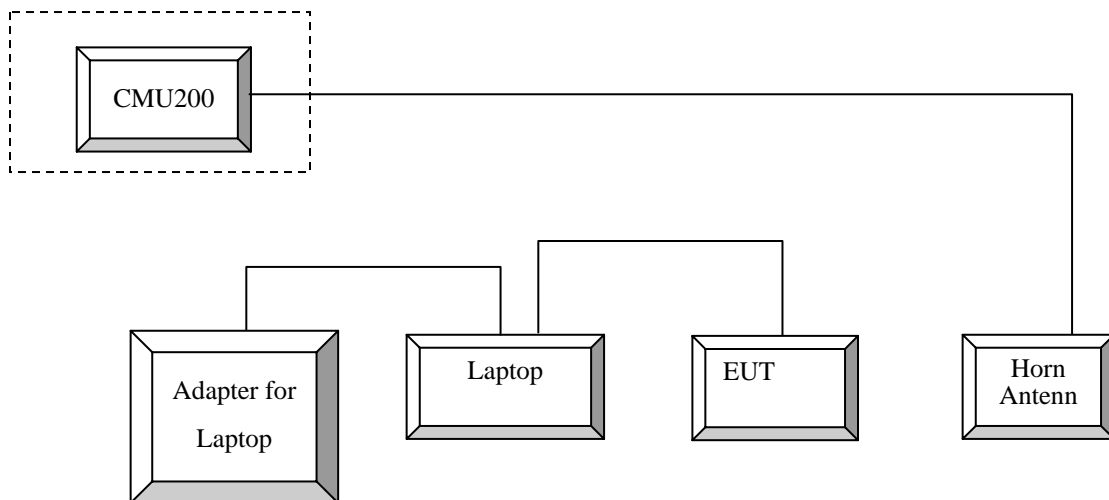 CMU200
Adapter for
Laptop
Laptop
EUT
Horn
Antenn